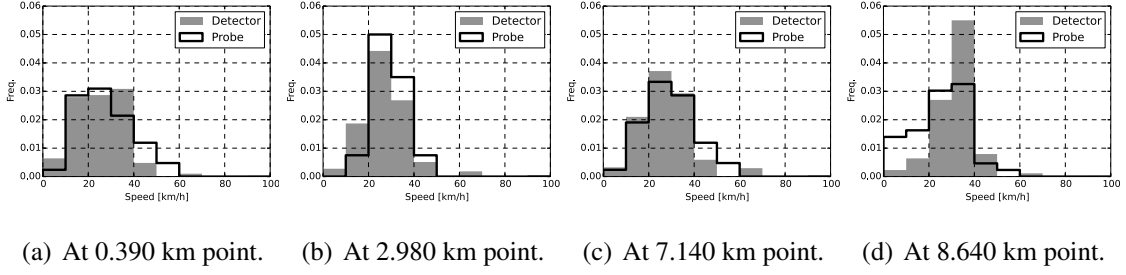 0.06
0.05
0.04
0.03
0.02
0.01
0.00
Freq.
0 20 40 60 80 100
Speed [km/h]
Detector
Probe
(a) At 0.390 km point.
0.06
0.05
0.04
0.03
0.02
0.01
0.00
Freq.
0 20 40 60 80 100
Speed [km/h]
Detector
Probe
(b) At 2.980 km point.
0.06
0.05
0.04
0.03
0.02
0.01
0.00
Freq.
0 20 40 60 80 100
Speed [km/h]
Detector
Probe
(c) At 7.140 km point.
0.06
0.05
0.04
0.03
0.02
0.01
0.00
Freq.
0 20 40 60 80 100
Speed [km/h]
Detector
Probe
(d) At 8.640 km point.